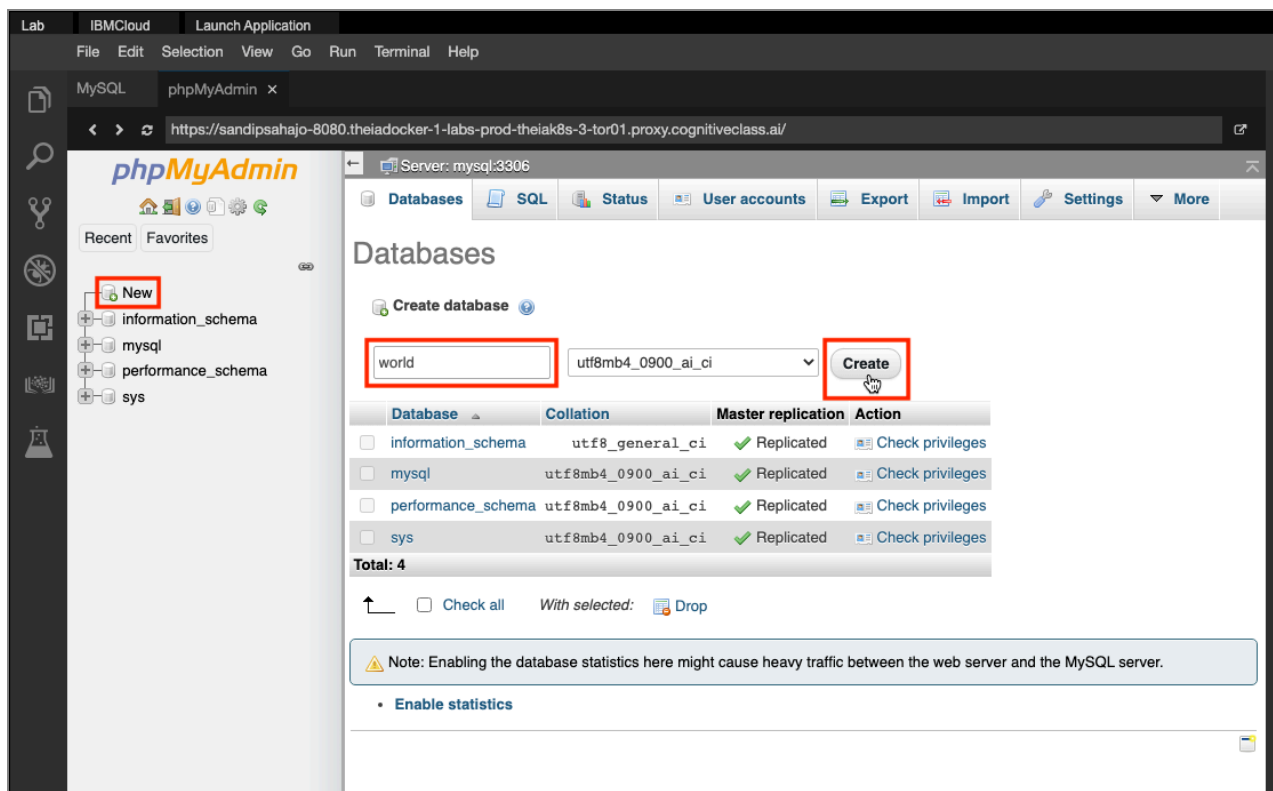 Lab IBMCloud Launch Application
File Edit Selection View Go Run Terminal Help
MySQL phpMyAdmin ×
https://sandipsahajo-8080.theiadocker-1-labs-prod-theiak8s-3-tor01.proxy.cognitiveclass.ai/
phpMyAdmin
Recent Favorites
New
information_schema
mysql
performance_schema
sys
Server: mysql:3306
Databases SQL Status User accounts Export Import Settings More
Databases
Create database
world utf8mb4_0900_ai_ci Create
Database Collation Master replication Action
information_schema utf8_general_ci Replicated Check privileges
mysql utf8mb4_0900_ai_ci Replicated Check privileges
performance_schema utf8mb4_0900_ai_ci Replicated Check privileges
sys utf8mb4_0900_ai_ci Replicated Check privileges
Total: 4
Check all With selected: Drop
Note: Enabling the database statistics here might cause heavy traffic between the web server and the MySQL server.
• Enable statistics